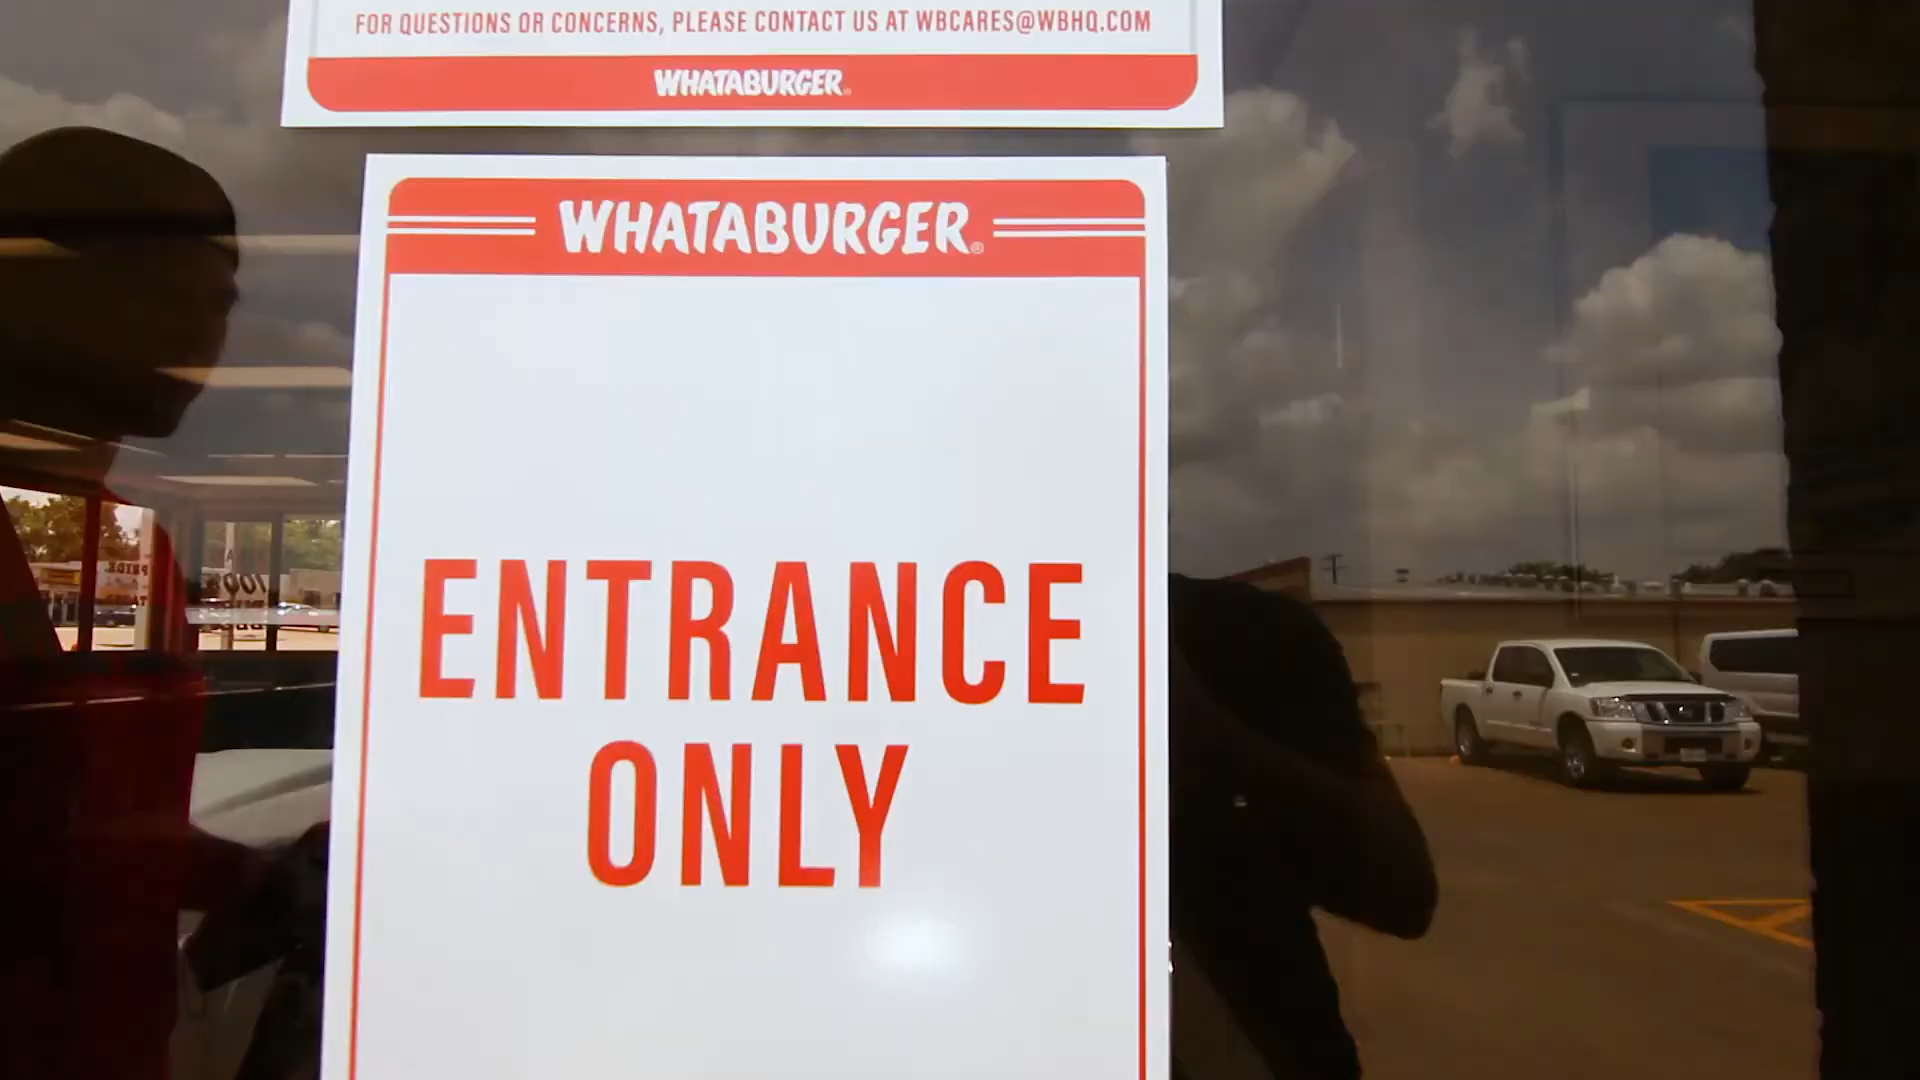 FOR QUESTIONS OR CONCERNS, PLEASE CONTACT US AT WBCARES@WBHQ.COM
WHATABURGER®
WHATABURGER®
ENTRANCE
ONLY